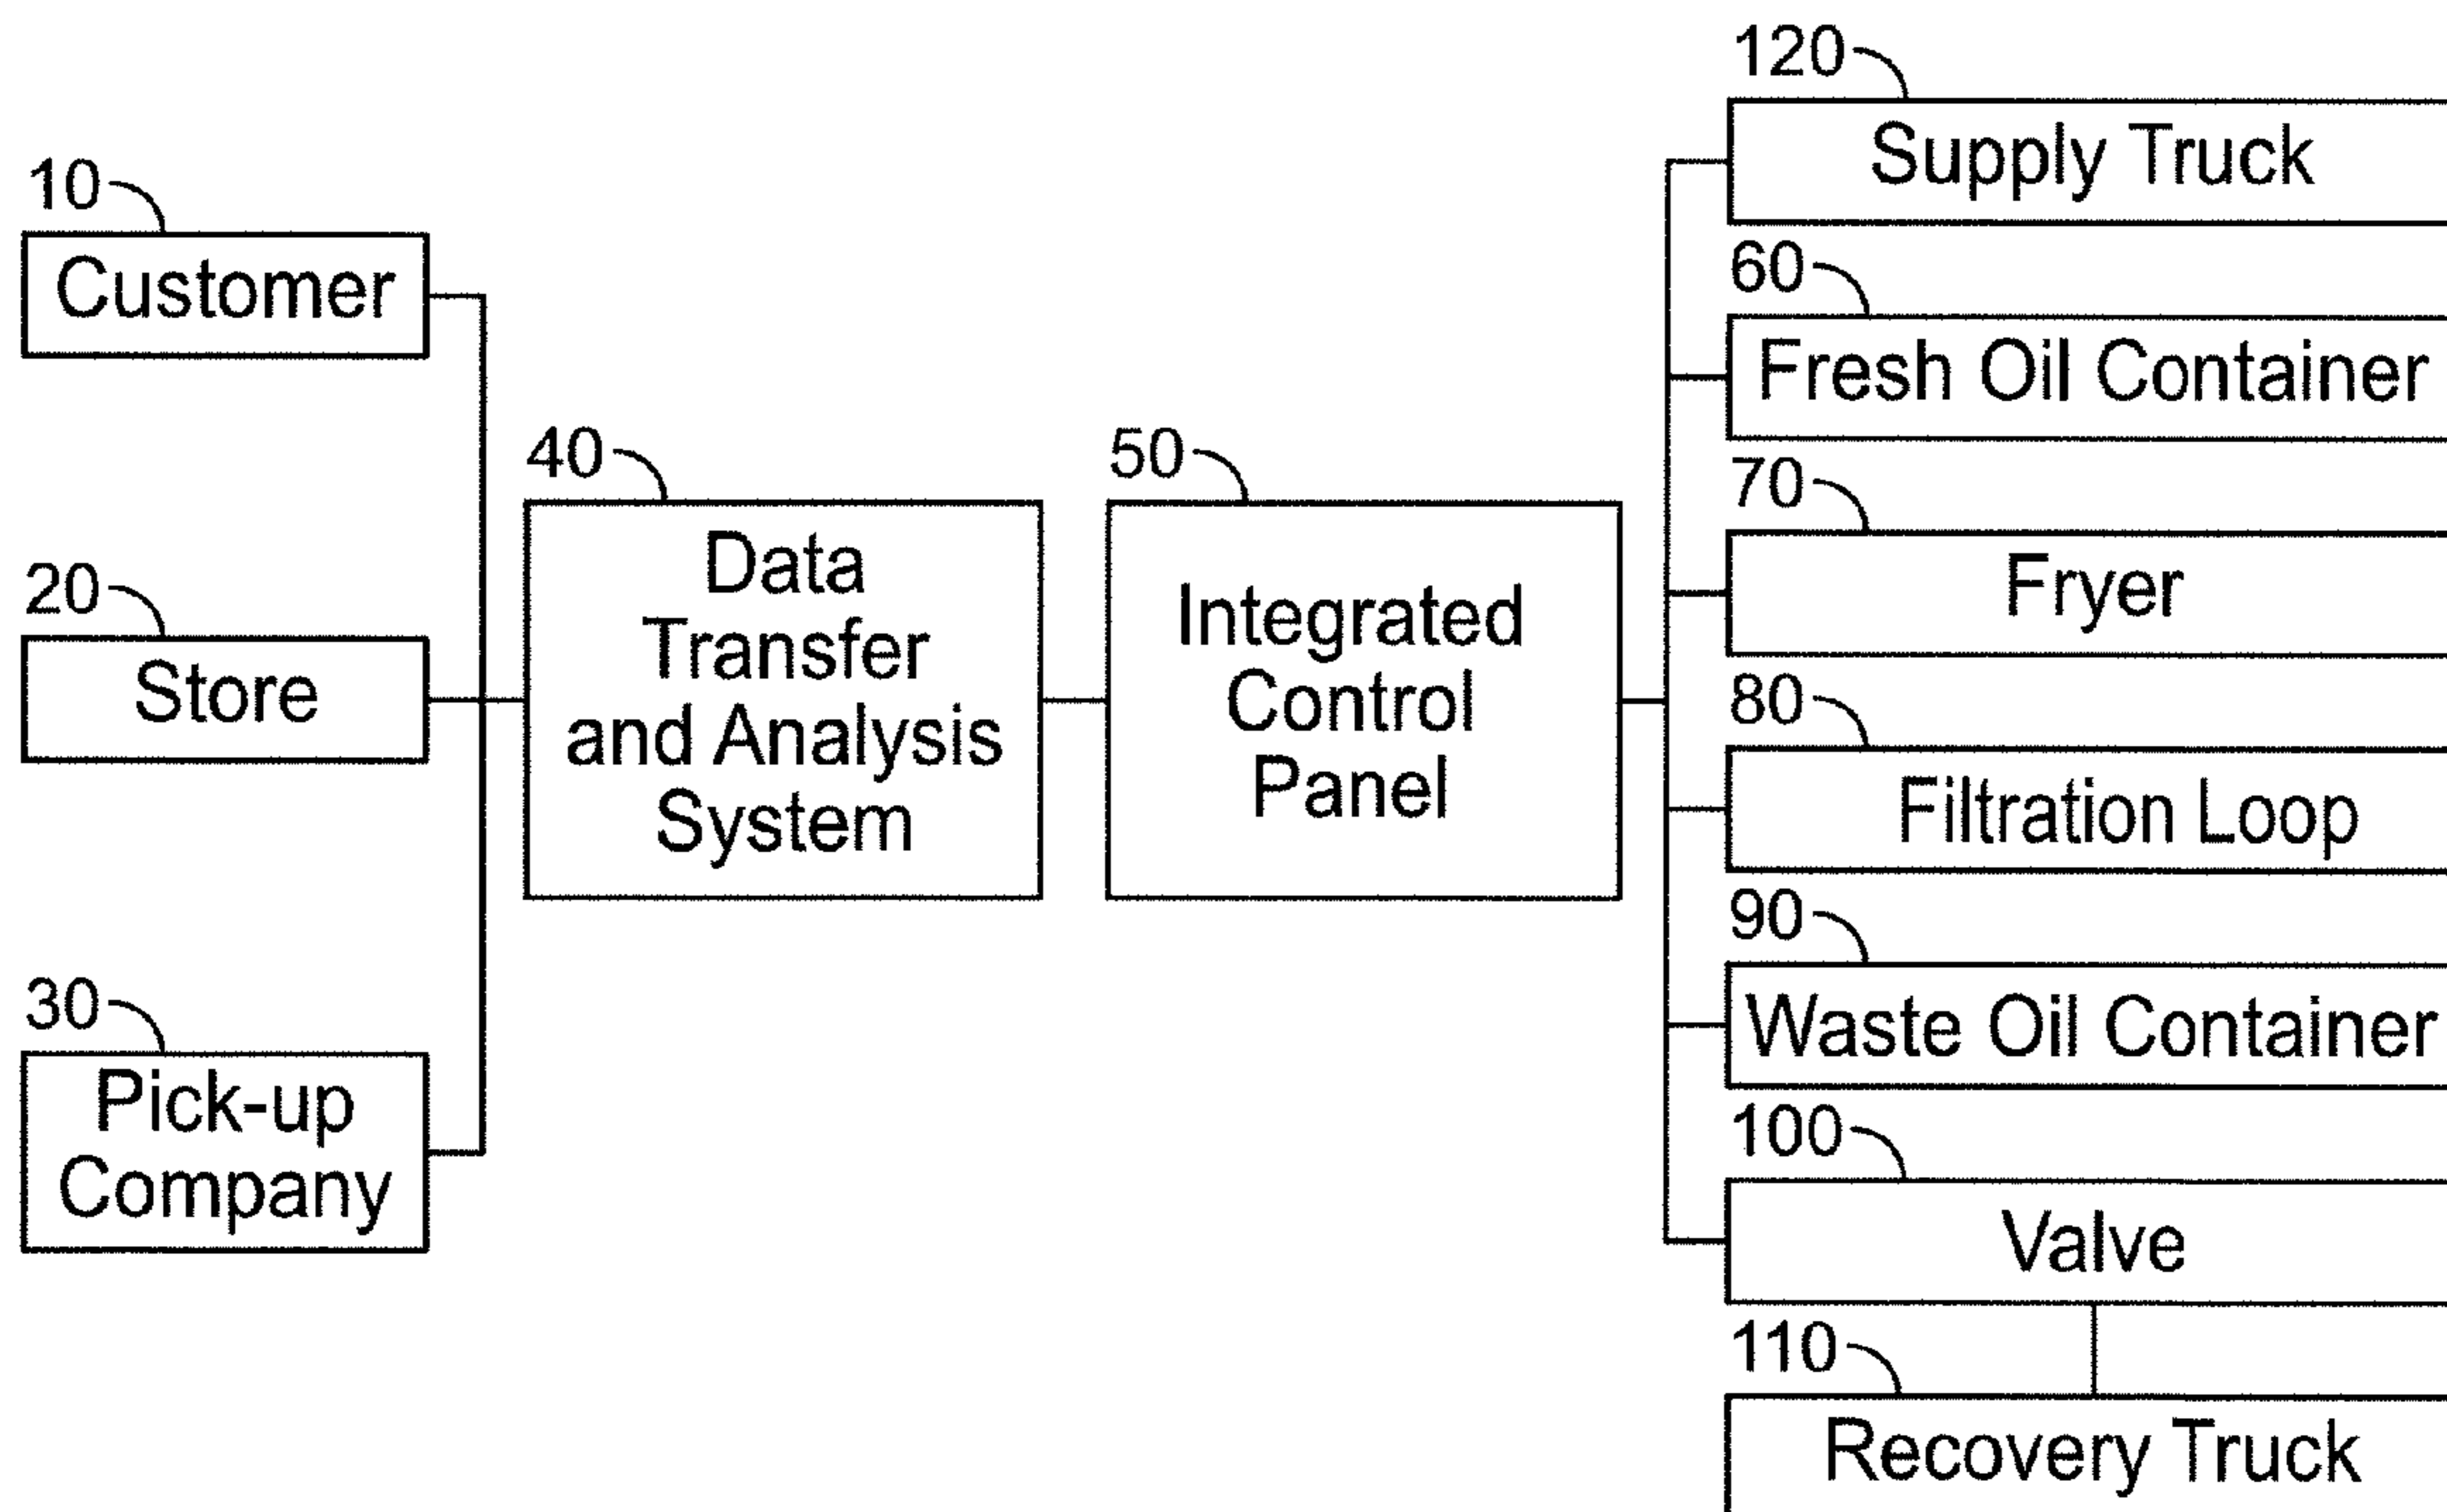 10
Customer
20
Store
30
Pick-up
Company
40
Data
Transfer
and Analysis
System
50
Integrated
Control
Panel
120
Supply Truck
60
Fresh Oil Container
70
Fryer
80
Filtration Loop
90
Waste Oil Container
100
Valve
110
Recovery Truck